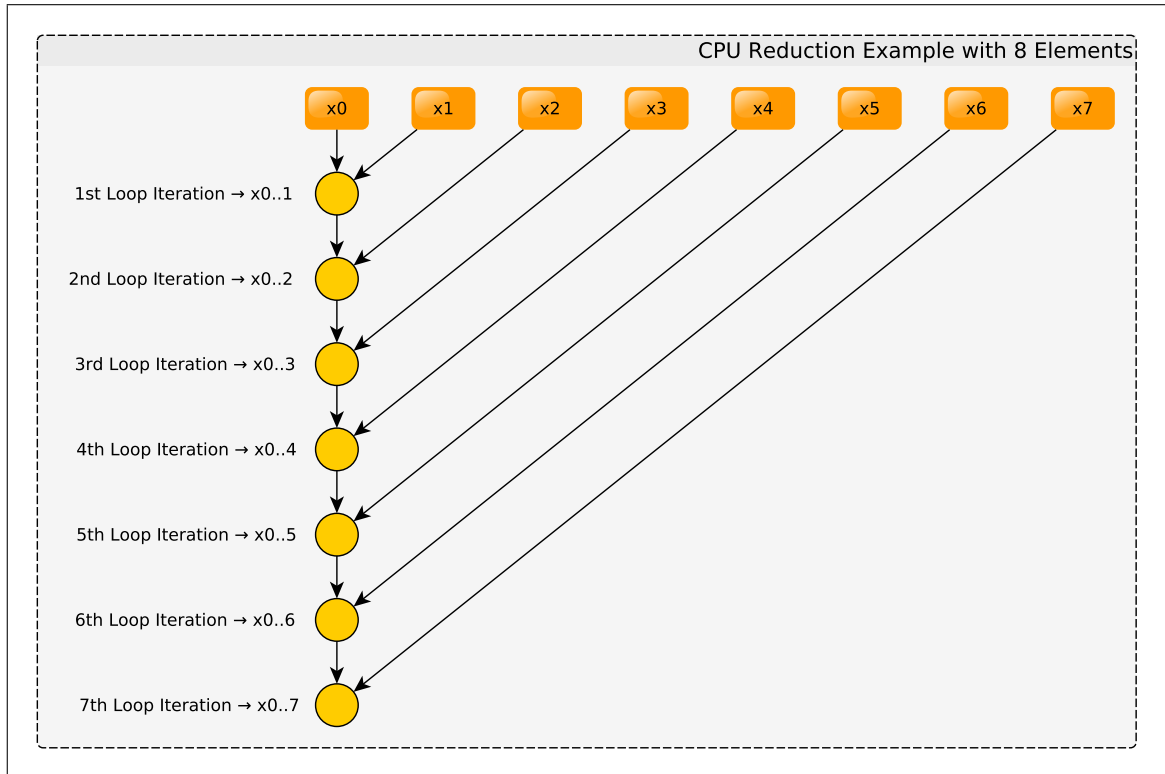 CPU Reduction Example with 8 Elements
x0 x1 x2 x3 x4 x5 x6 x7
1st Loop Iteration → x0..1
2nd Loop Iteration → x0..2
3rd Loop Iteration → x0..3
4th Loop Iteration → x0..4
5th Loop Iteration → x0..5
6th Loop Iteration → x0..6
7th Loop Iteration → x0..7